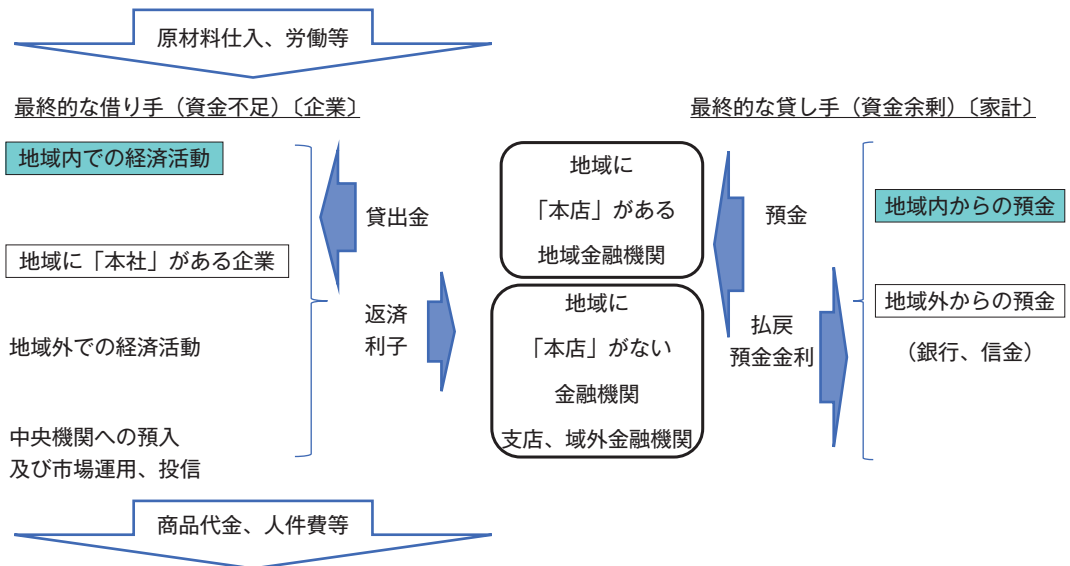 原材料仕入、労働等
最終的な借り手（資金不足）〔企業〕
最終的な貸し手（資金余剰）〔家計〕
地域内での経済活動
地域に「本社」がある企業
地域外での経済活動
中央機関への預入
及び市場運用、投信
貸出金
返済
利子
地域に
「本店」がある
地域金融機関
地域に
「本店」がない
金融機関
支店、域外金融機関
預金
払戻
預金金利
地域内からの預金
地域外からの預金
（銀行、信金）
商品代金、人件費等